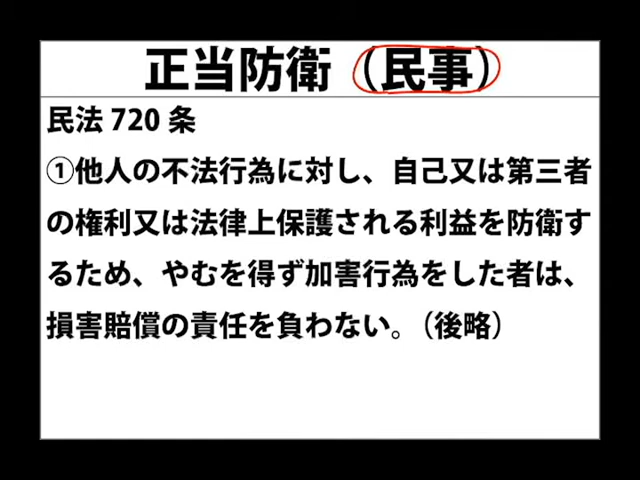 正当防衛（民事）
民法 720 条
①他人の不法行為に対し、自己又は第三者
の権利又は法律上保護される利益を防衛す
るため、やむを得ず加害行為をした者は、
損害賠償の責任を負わない。（後略）